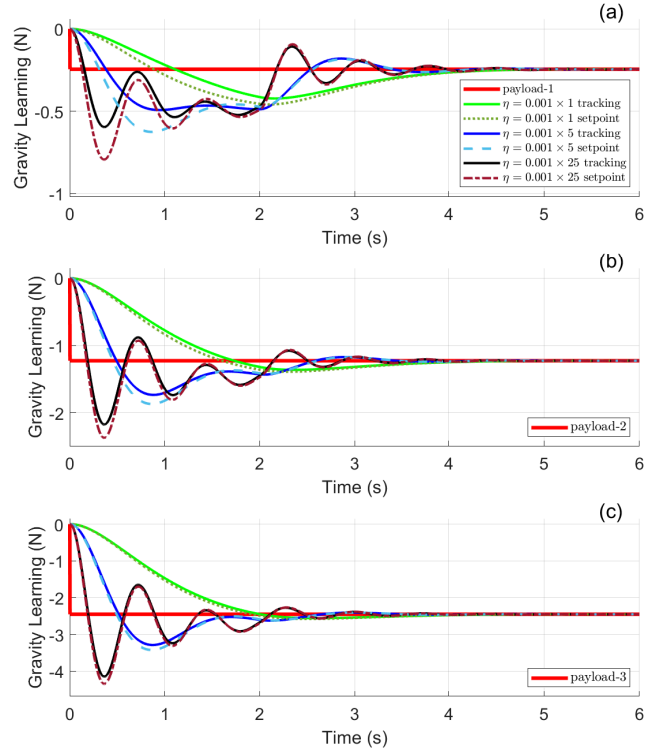 (a)
Gravity Learning (N)
0
-0.5
-1
payload-1
η = 0.001 × 1 tracking
η = 0.001 × 1 setpoint
η = 0.001 × 5 tracking
η = 0.001 × 5 setpoint
η = 0.001 × 25 tracking
η = 0.001 × 25 setpoint
0 1 2 3 4 5 6
Time (s)
(b)
Gravity Learning (N)
0
-1
-2
payload-2
0 1 2 3 4 5 6
Time (s)
(c)
Gravity Learning (N)
0
-1
-2
-3
-4
payload-3
0 1 2 3 4 5 6
Time (s)